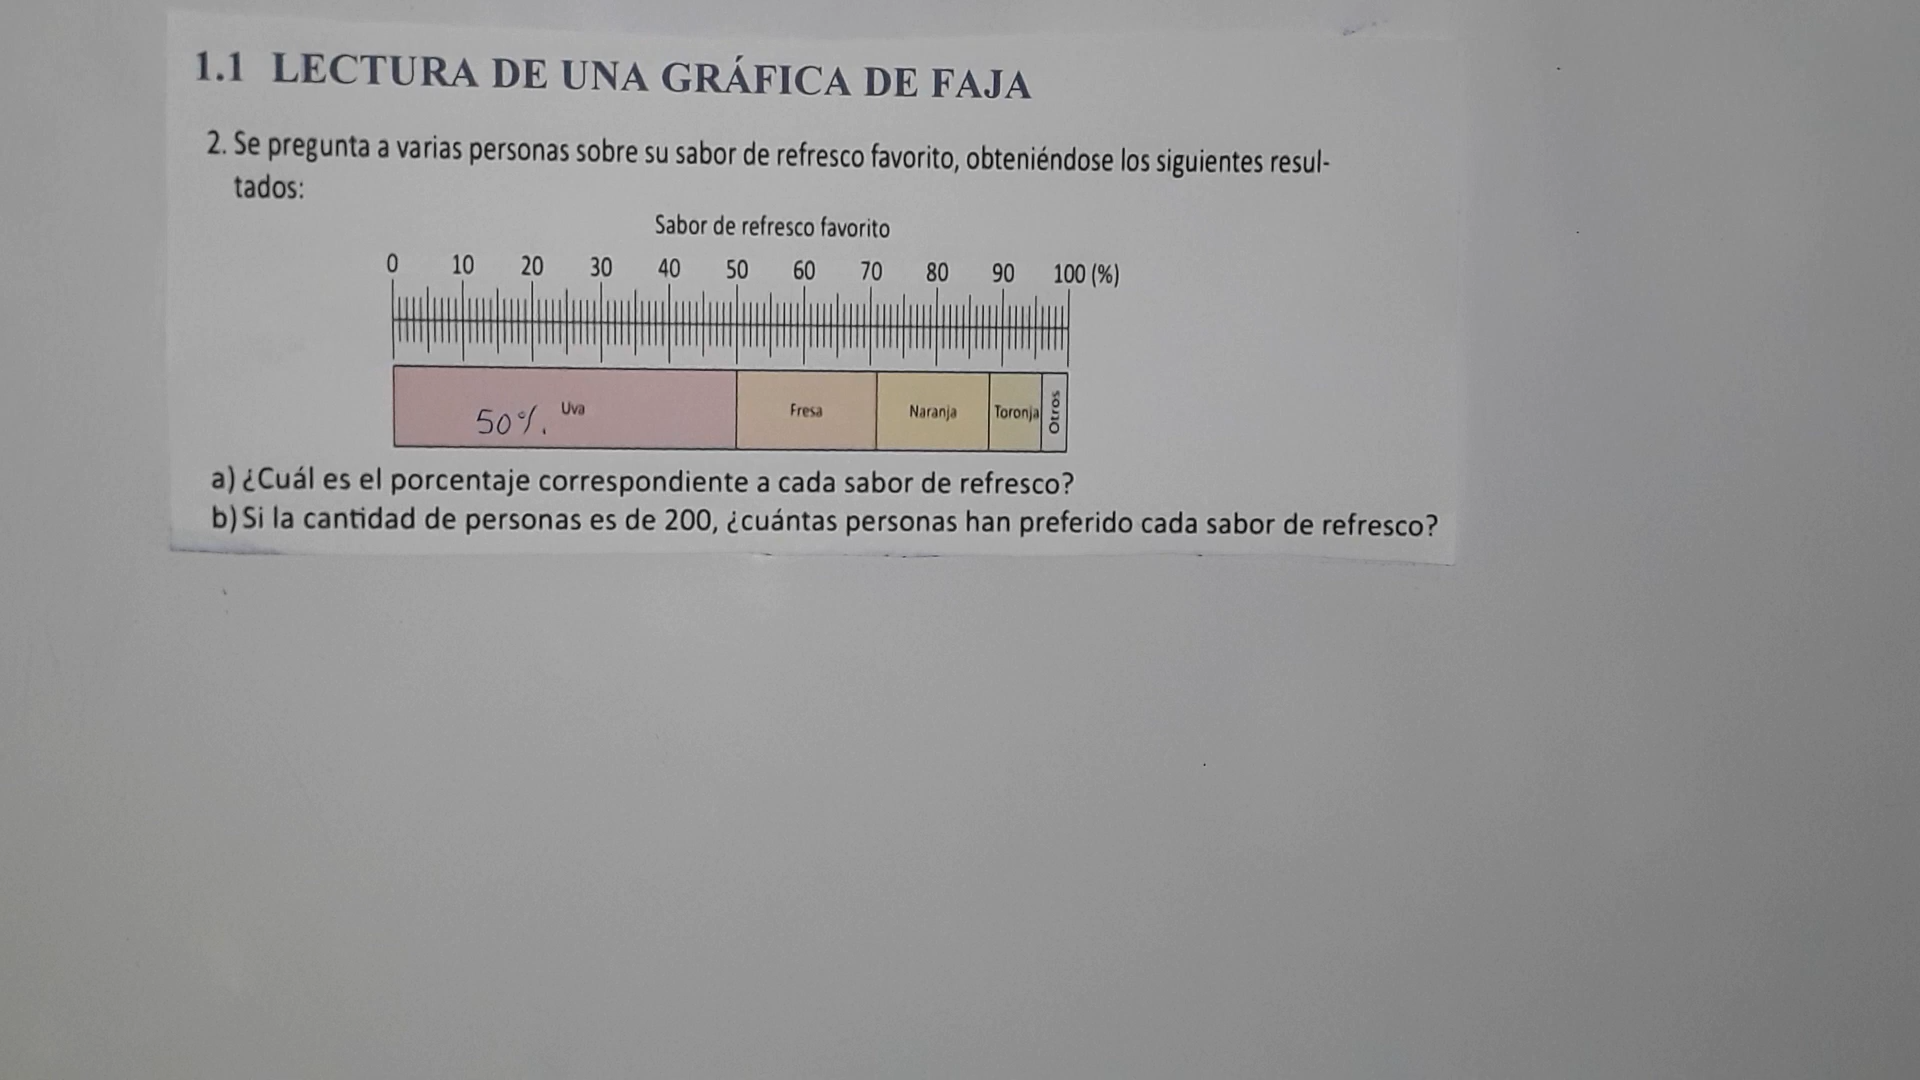 1.1 LECTURA DE UNA GRÁFICA DE FAJA
2. Se pregunta a varias personas sobre su sabor de refresco favorito, obteniéndose los siguientes resul-
tados:
Sabor de refresco favorito
0 10 20 30 40 50 60 70 80 90 100 (%)
50% Uva Fresa Naranja Toronja Otros
a) ¿Cuál es el porcentaje correspondiente a cada sabor de refresco?
b) Si la cantidad de personas es de 200, ¿cuántas personas han preferido cada sabor de refresco?